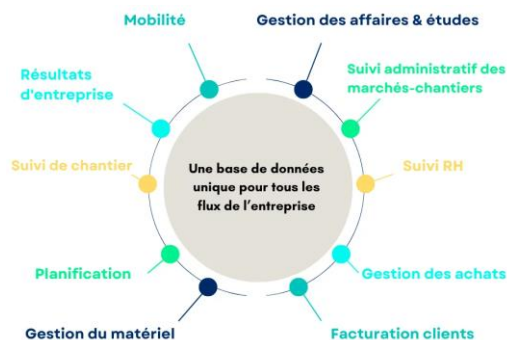 Mobilité
Gestion des affaires & études
Résultats
d'entreprise
Suivi administratif des
marchés-chantiers
Suivi de chantier
Une base de données
unique pour tous les
flux de l'entreprise
Suivi RH
Planification
Gestion des achats
Gestion du matériel
Facturation clients